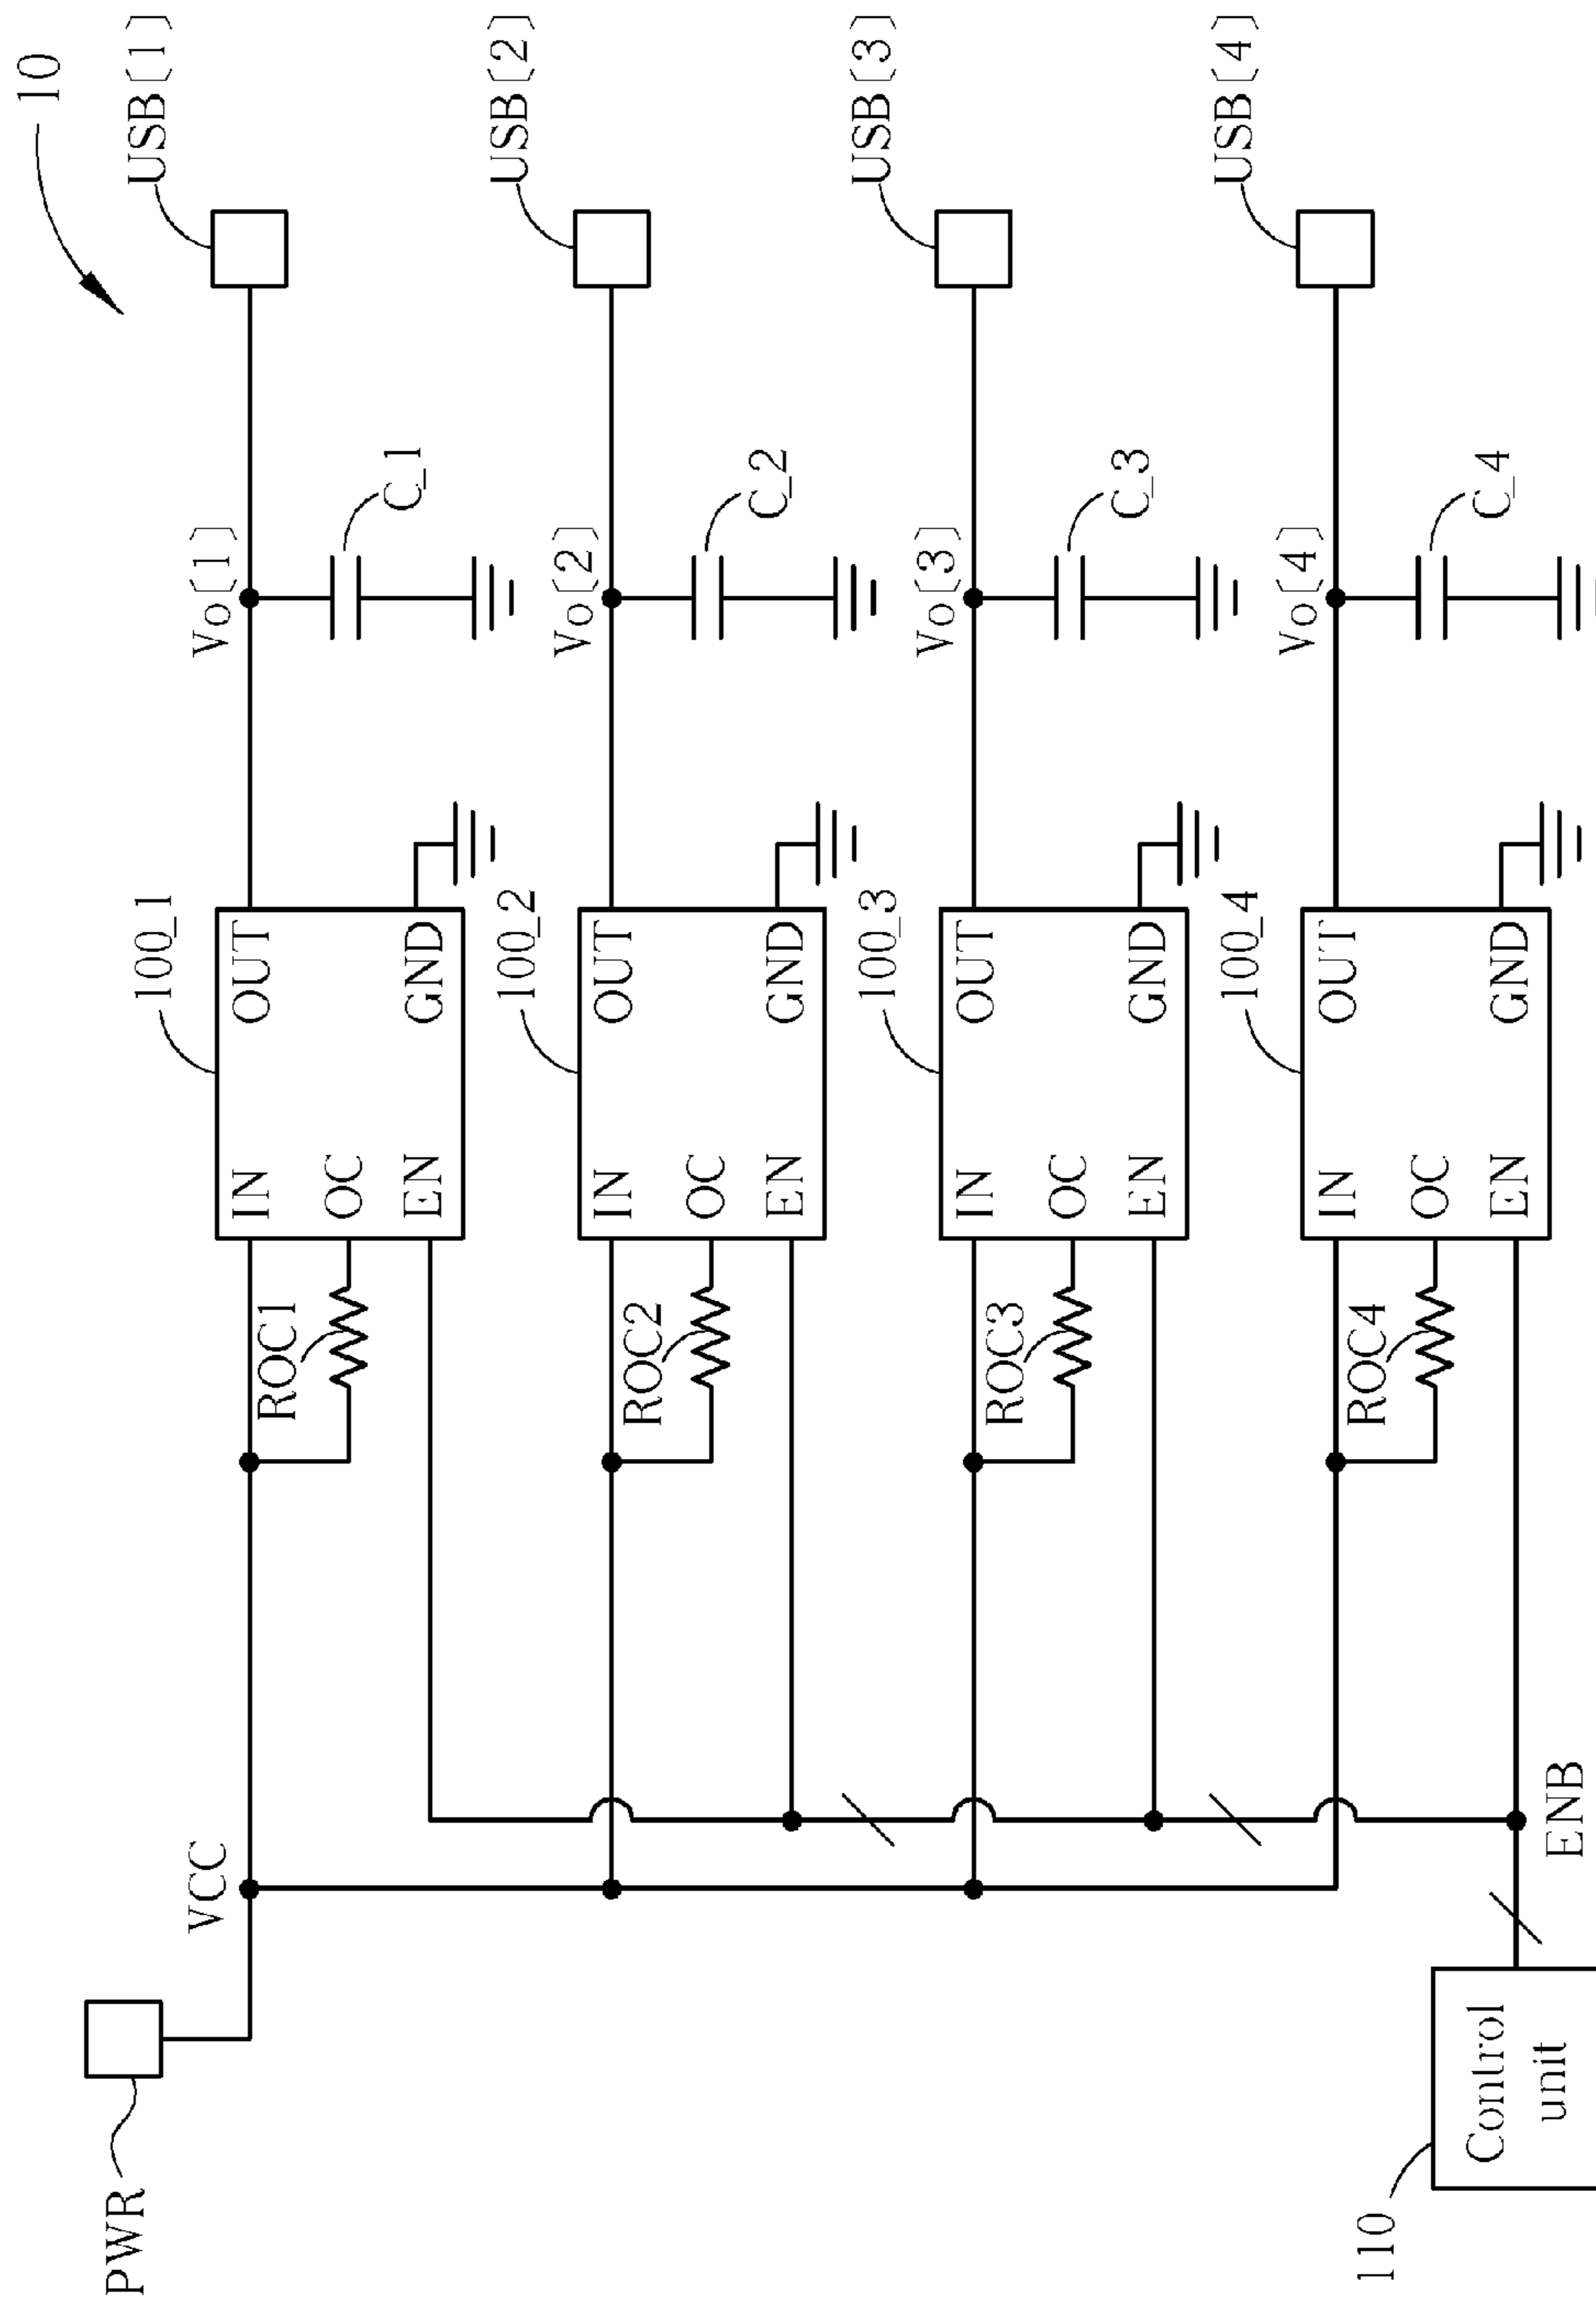 10
PWR
VCC
ROC1
IN
OC
EN
OUT
GND
100_1
Vo[1]
C_1
USB[1]
ROC2
IN
OC
EN
OUT
GND
100_2
Vo[2]
C_2
USB[2]
ROC3
IN
OC
EN
OUT
GND
100_3
Vo[3]
C_3
USB[3]
ROC4
IN
OC
EN
OUT
GND
100_4
Vo[4]
C_4
USB[4]
110
Control
unit
ENB